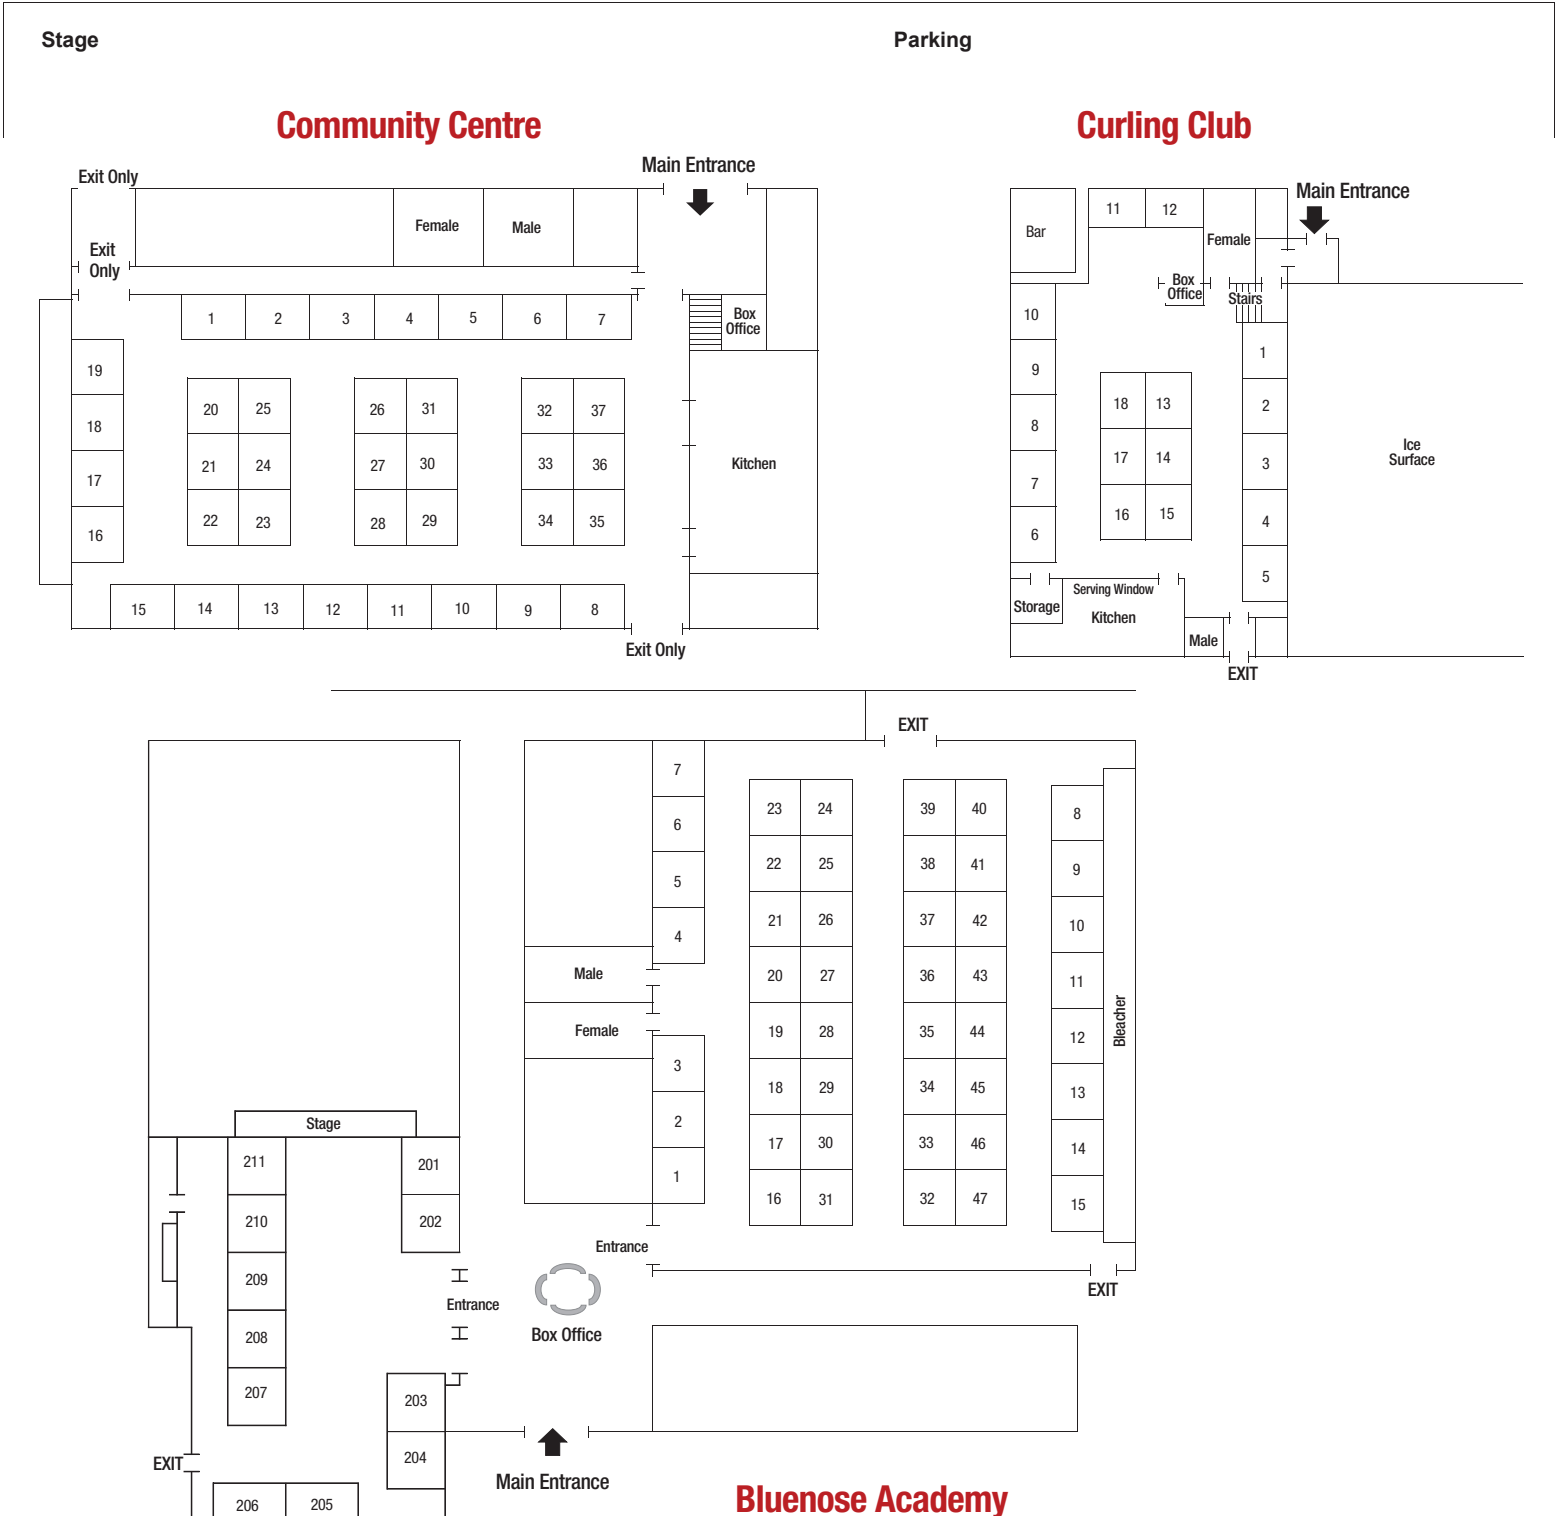 Stage
Parking
Community Centre
Curling Club
Exit Only
Main Entrance
Female
Male
Exit
Only
1 2 3 4 5 6 7
Box
Office
19
18
17
16
20 25
21 24
22 23
26 31
27 30
28 29
32 37
33 36
34 35
Kitchen
15 14 13 12 11 10 9 8
Exit Only
Main Entrance
Bar
11 12
Female
Box
Office
Stairs
10
9
8
7
6
18 13
17 14
16 15
1
2
3
4
5
Ice
Surface
Serving Window
Storage
Kitchen
Male
EXIT
EXIT
7
6
5
4
Male
Female
3
2
1
23 24
22 25
21 26
20 27
19 28
18 29
17 30
16 31
39 40
38 41
37 42
36 43
35 44
34 45
33 46
32 47
8
9
10
11
12
13
14
15
Bleacher
Entrance
EXIT
Stage
211
210
209
208
207
201
202
Entrance
Box Office
203
204
EXIT
206 205
Main Entrance
Bluenose Academy